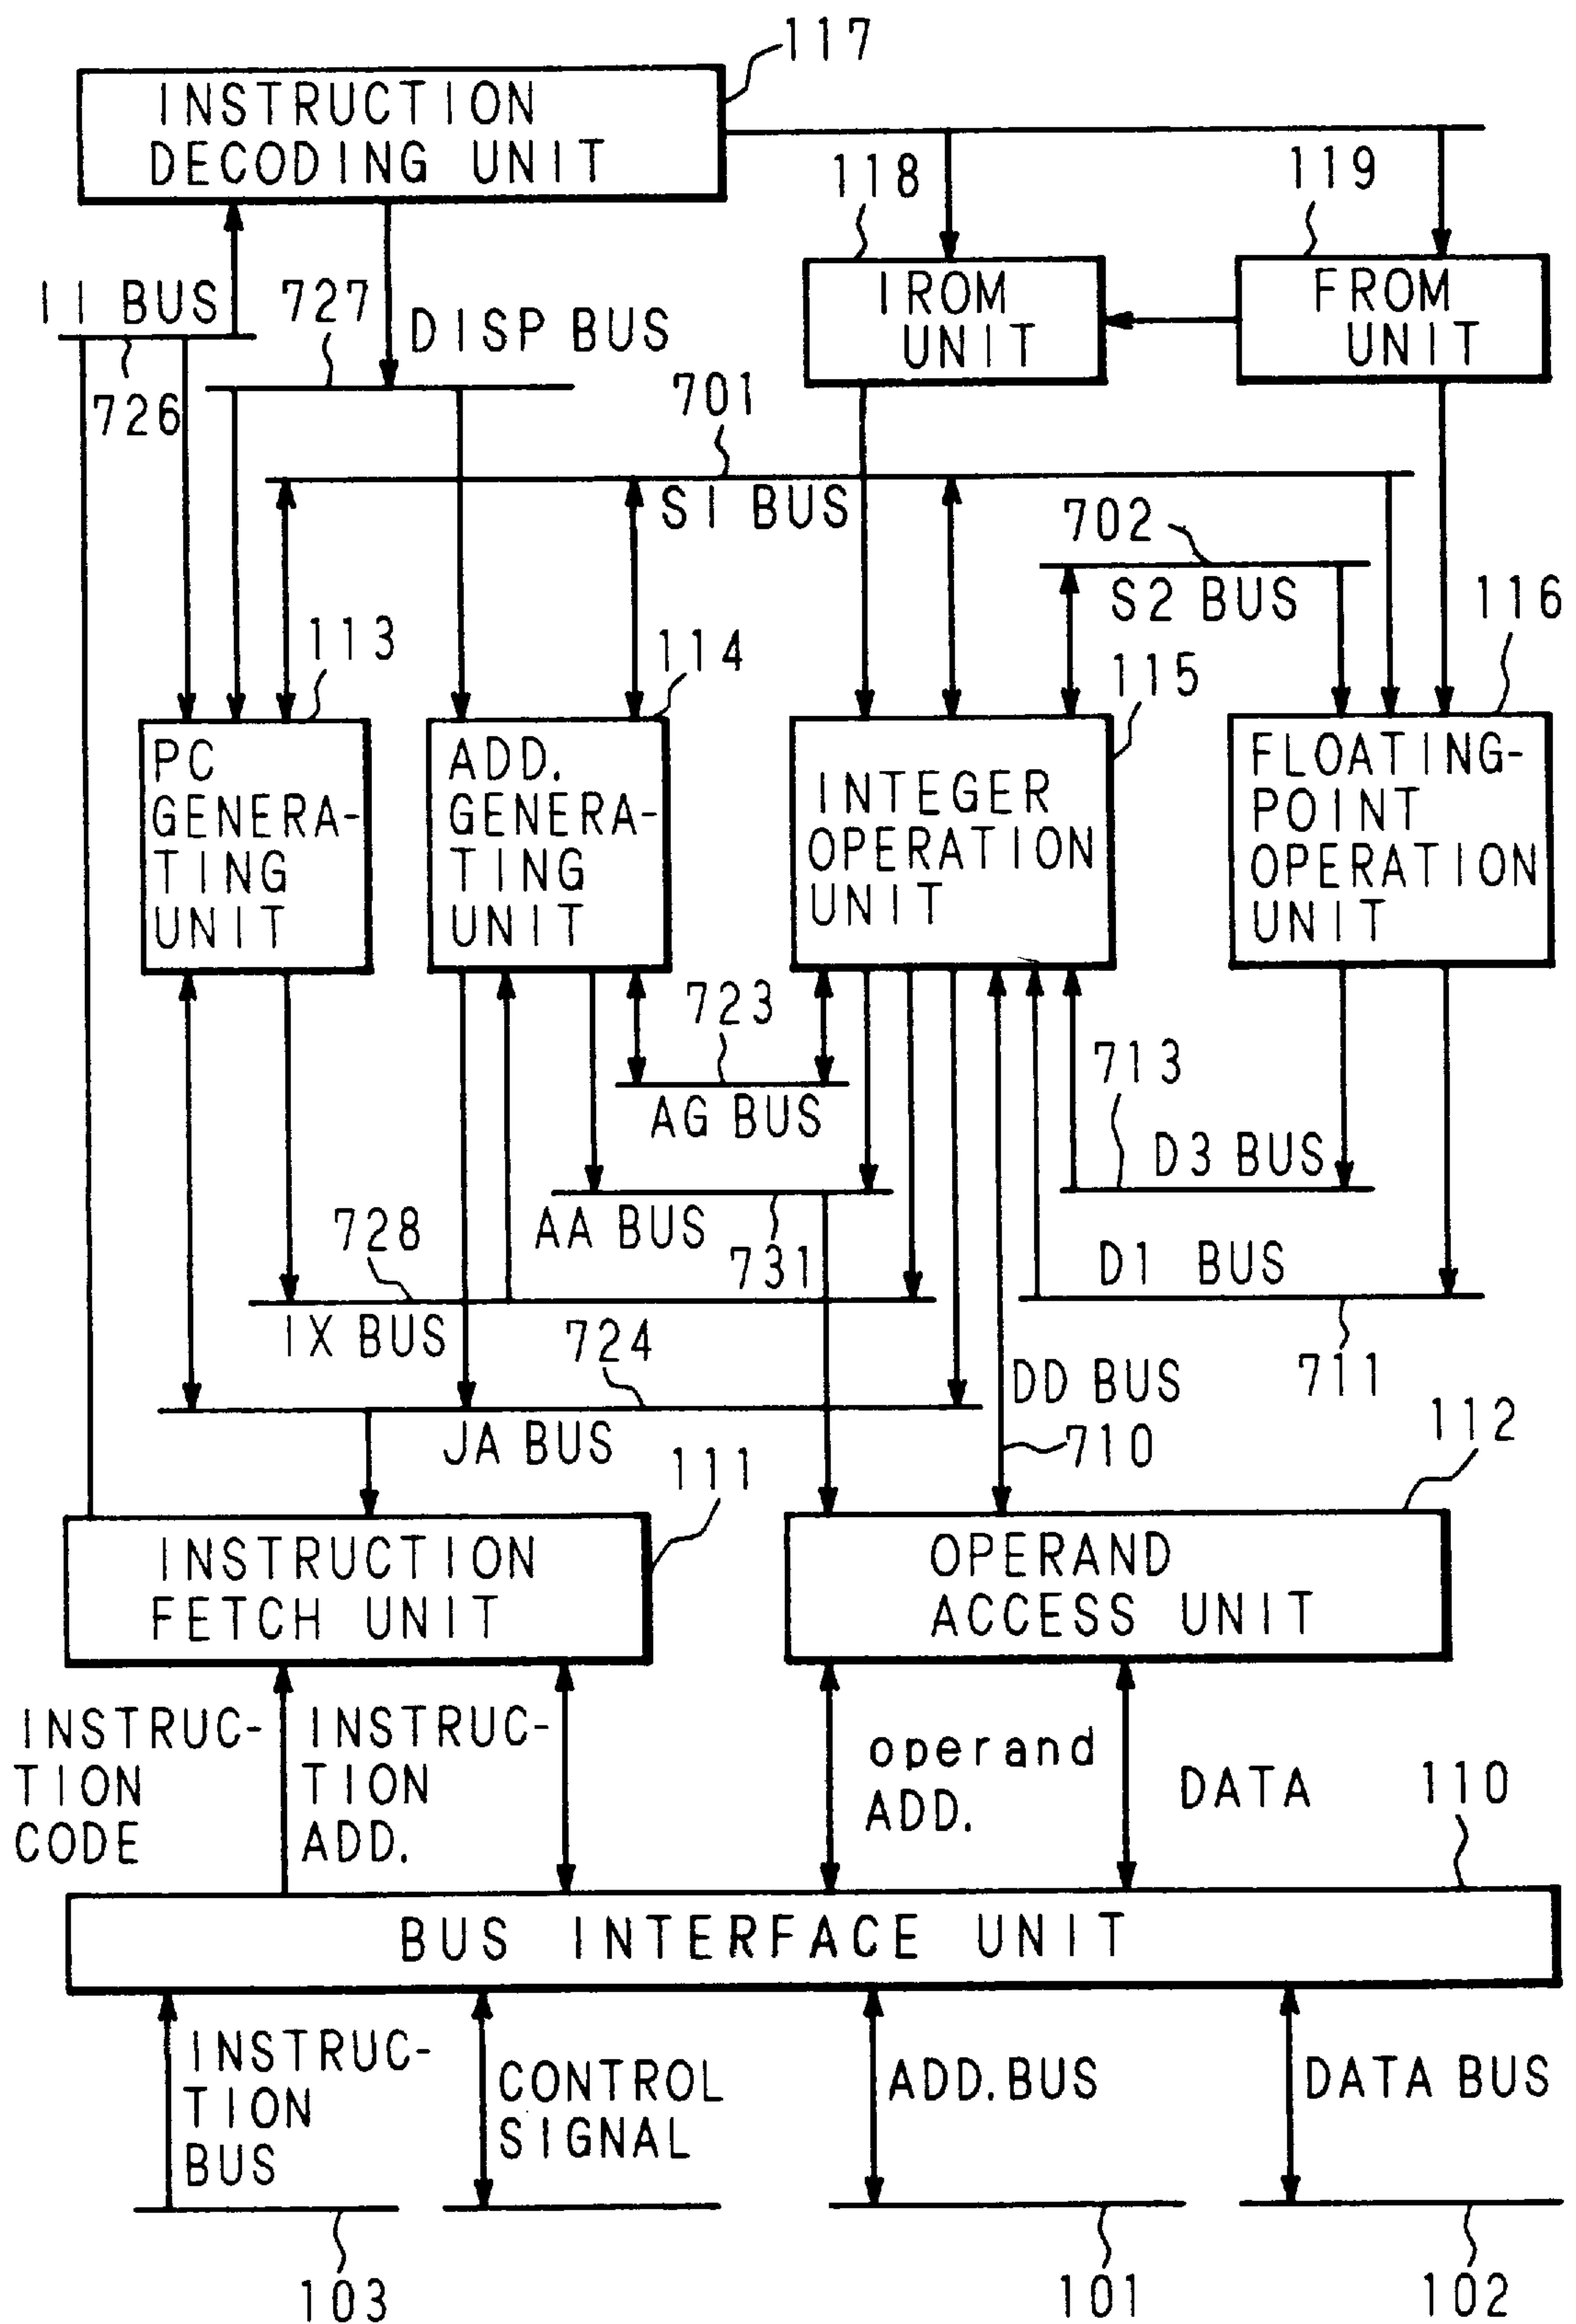 117
INSTRUCTION
DECODING UNIT
118
119
IROM
UNIT
FROM
UNIT
II BUS
727
DISP BUS
726
701
S1 BUS
702
S2 BUS
116
113
114
115
PC
GENERA-
TING
UNIT
ADD.
GENERA-
TING
UNIT
INTEGER
OPERATION
UNIT
FLOATING-
POINT
OPERATION
UNIT
723
AG BUS
713
D3 BUS
AA BUS
731
728
IX BUS
D1 BUS
711
724
JA BUS
DD BUS
710
111
112
INSTRUCTION
FETCH UNIT
OPERAND
ACCESS UNIT
INSTRUC-
TION
CODE
INSTRUC-
TION
ADD.
operand
ADD.
DATA
110
BUS INTERFACE UNIT
INSTRUC-
TION
BUS
CONTROL
SIGNAL
ADD. BUS
DATA BUS
103
101
102